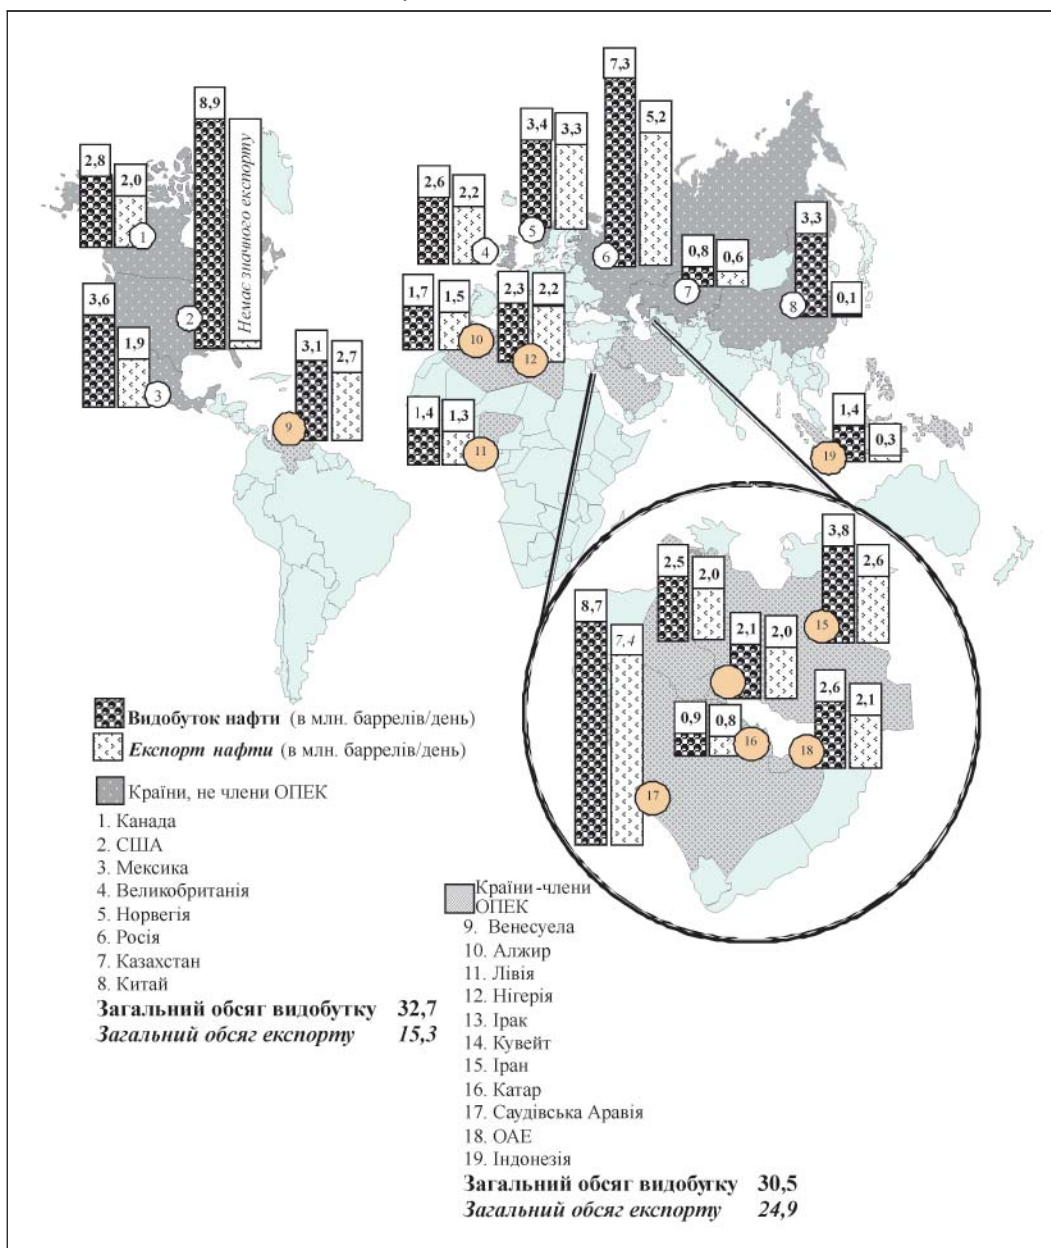 7,3
8,9
5,2
3,4
3,3
2,8
2,0
Немає значного експорту
2,6
2,2
3,3
1
5
4
6
0,8
0,6
7
8
0,1
3,6
1,9
2
3
1,7
1,5
2,3
2,2
10
12
3,1
2,7
9
1,4
1,3
11
1,4
0,3
19
3,8
2,6
2,5
2,0
8,7
7,4
2,1
2,0
15
2,6
2,1
0,9
0,8
16
18
17
Видобуток нафти (в млн. баррелів/день)
Експорт нафти (в млн. баррелів/день)
Країни, не члени ОПЕК
1. Канада
2. США
3. Мексика
4. Великобританія
5. Норвегія
6. Росія
7. Казахстан
8. Китай
Загальний обсяг видобутку 32,7
Загальний обсяг експорту 15,3
Країни-члени
ОПЕК
9. Венесуела
10. Алжир
11. Лівія
12. Нігерія
13. Ірак
14. Кувейт
15. Іран
16. Катар
17. Саудівська Аравія
18. ОАЕ
19. Індонезія
Загальний обсяг видобутку 30,5
Загальний обсяг експорту 24,9